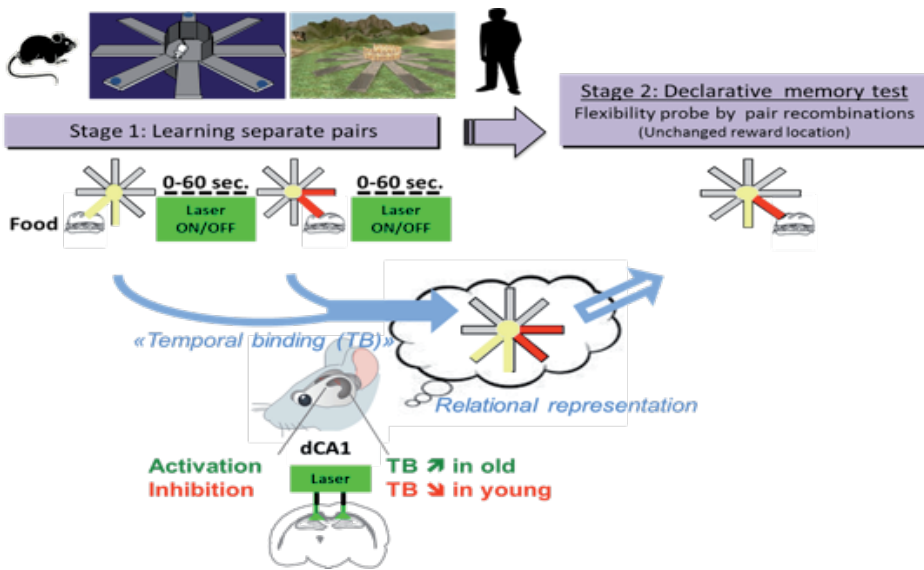 Stage 1: Learning separate pairs
Stage 2: Declarative memory test
Flexibility probe by pair recombinations
(Unchanged reward location)
Food
0-60 sec.
Laser
ON/OFF
0-60 sec.
Laser
ON/OFF
«Temporal binding (TB)»
Relational representation
dCA1
Activation
Inhibition
Laser
TB ↗ in old
TB ↘ in young